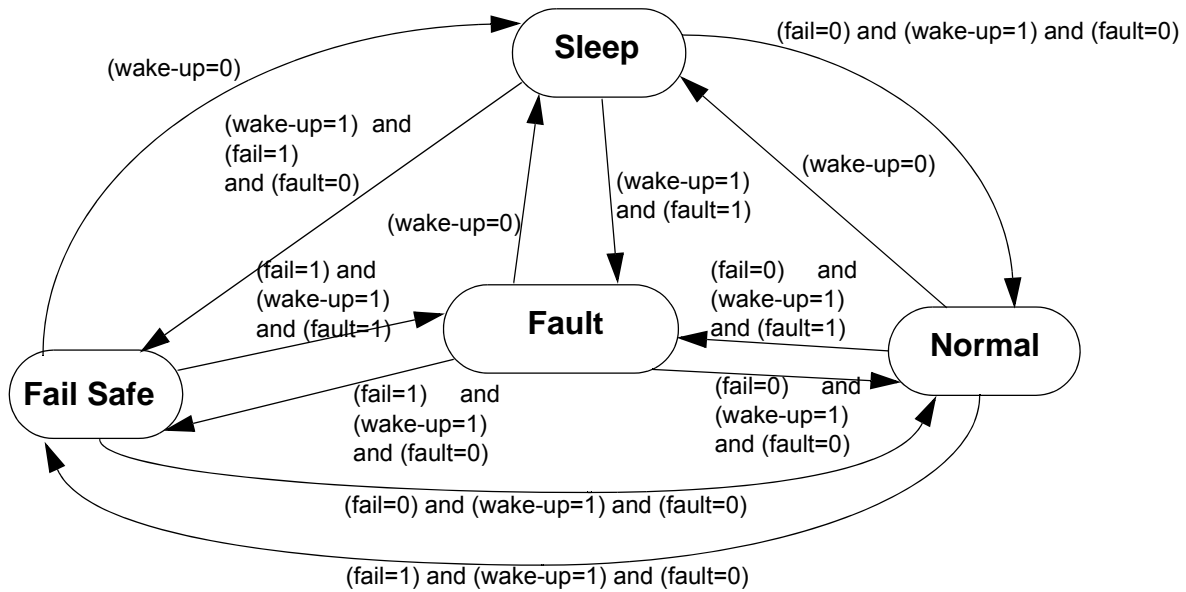 Sleep
(fail=0) and (wake-up=1) and (fault=0)
(wake-up=0)
(wake-up=1) and
(fail=1)
and (fault=0)
(wake-up=0)
(wake-up=1)
and (fault=1)
(wake-up=0)
(fail=1) and
(wake-up=1)
and (fault=1)
(fail=0) and
(wake-up=1)
and (fault=1)
Fault
Normal
Fail Safe
(fail=1) and
(wake-up=1)
and (fault=0)
(fail=0) and
(wake-up=1)
and (fault=0)
(fail=0) and (wake-up=1) and (fault=0)
(fail=1) and (wake-up=1) and (fault=0)